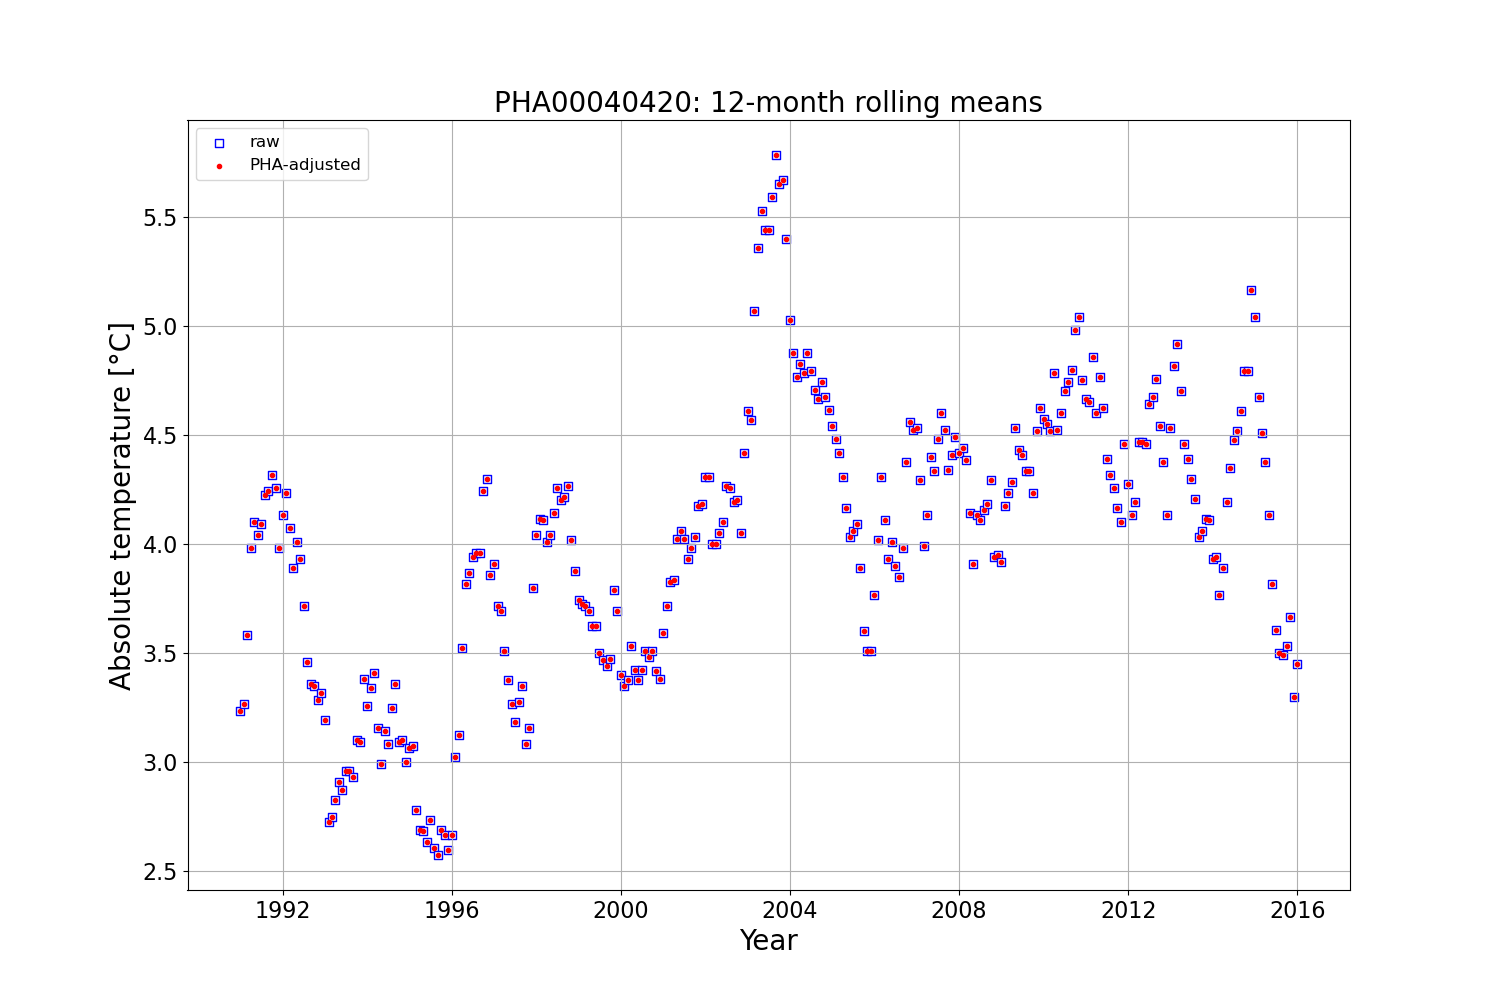 PHA00040420: 12-month rolling means
raw
PHA-adjusted
Absolute temperature [°C]
5.5
5.0
4.5
4.0
3.5
3.0
2.5
1992 1996 2000 2004 2008 2012 2016
Year